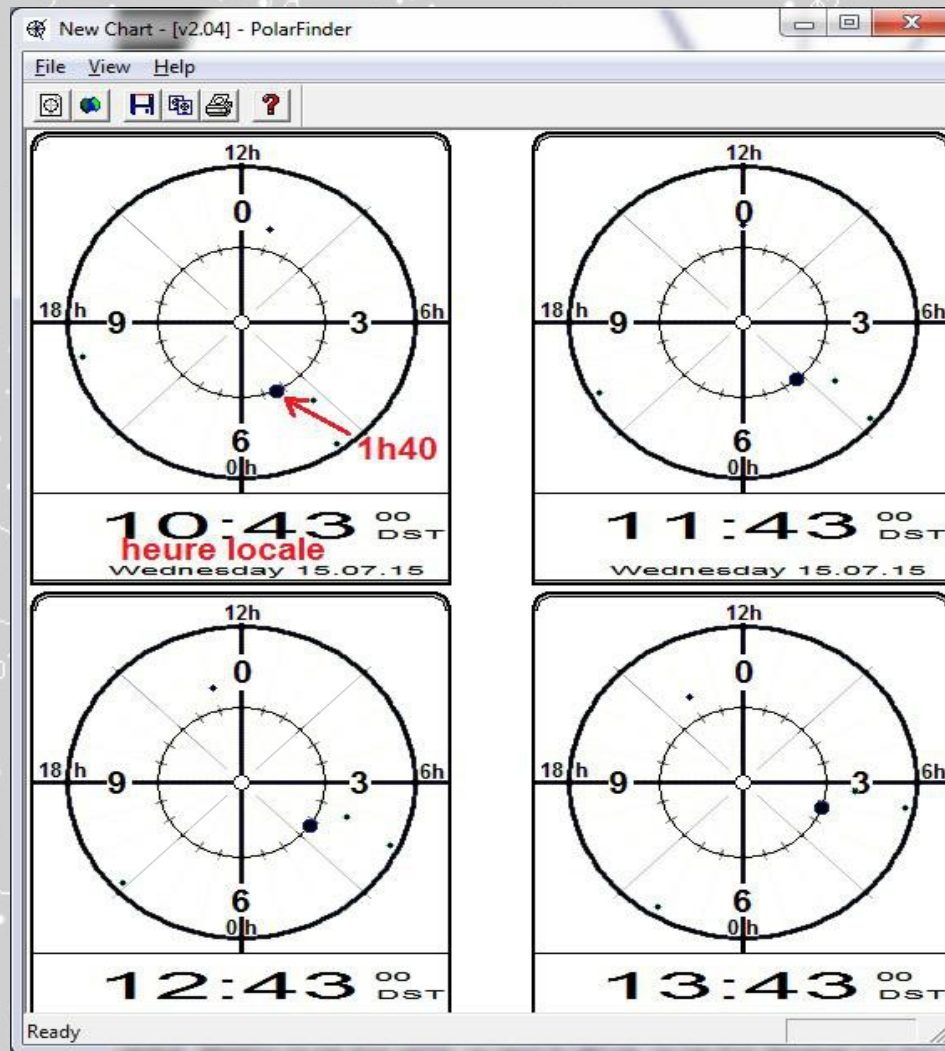 New Chart - [v2.04] - PolarFinder
File View Help
12h
0
18 h 9 3 6h
6
0 h
1h40
10:43 00 DST
heure locale
Wednesday 15.07.15
12h
0
18 h 9 3 6h
6
0 h
11:43 00 DST
Wednesday 15.07.15
12h
0
18 h 9 3 6h
6
0 h
12:43 00 DST
12h
0
18 h 9 3 6h
6
0 h
13:43 00 DST
Ready